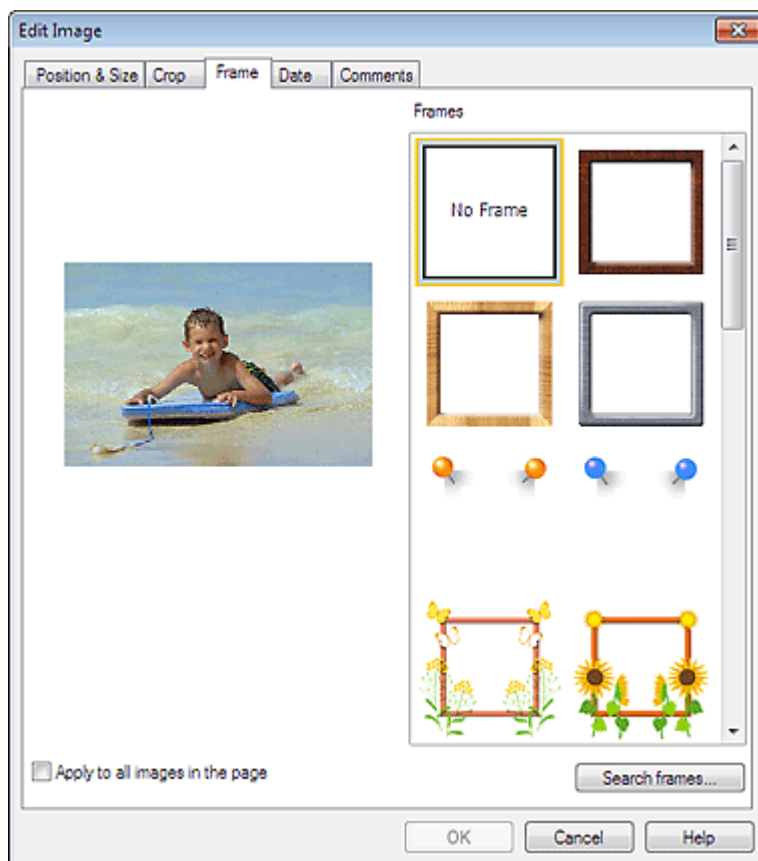 Edit Image
Position & Size Crop Frame Date Comments
Frames
No Frame
Apply to all images in the page
Search frames...
OK Cancel Help